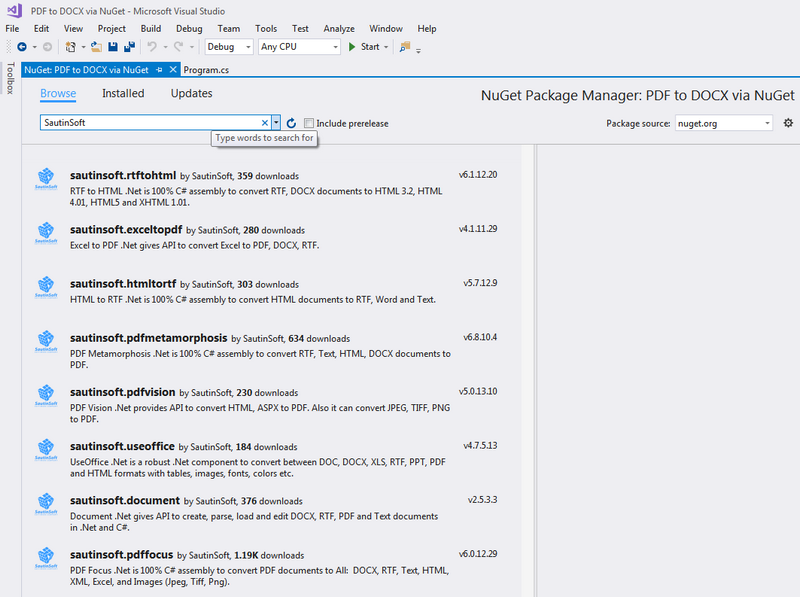 PDF to DOCX via NuGet - Microsoft Visual Studio
File Edit View Project Build Debug Team Tools Test Analyze Window Help
Debug Any CPU Start
Toolbox
NuGet: PDF to DOCX via NuGet Program.cs
Browse Installed Updates
NuGet Package Manager: PDF to DOCX via NuGet
SautinSoft Include prerelease Package source: nuget.org
Type words to search for
sautinsoft.rtftohtml by SautinSoft, 359 downloads v6.1.12.20
RTF to HTML .Net is 100% C# assembly to convert RTF, DOCX documents to HTML 3.2, HTML
4.01, HTML5 and XHTML 1.01.
sautinsoft.exceltopdf by SautinSoft, 280 downloads v4.1.11.29
Excel to PDF .Net gives API to convert Excel to PDF, DOCX, RTF.
sautinsoft.htmltortf by SautinSoft, 303 downloads v5.7.12.9
HTML to RTF .Net is 100% C# assembly to convert HTML documents to RTF, Word and Text.
sautinsoft.pdfmetamorphosis by SautinSoft, 634 downloads v6.8.10.4
PDF Metamorphosis .Net is 100% C# assembly to convert RTF, Text, HTML, DOCX documents to
PDF.
sautinsoft.pdfvision by SautinSoft, 230 downloads v5.0.13.10
PDF Vision .Net provides API to convert HTML, ASPX to PDF. Also it can convert JPEG, TIFF, PNG
to PDF.
sautinsoft.useoffice by SautinSoft, 184 downloads v4.7.5.13
UseOffice .Net is a robust .Net component to convert between DOC, DOCX, XLS, RTF, PPT, PDF
and HTML formats with tables, images, fonts, colors etc.
sautinsoft.document by SautinSoft, 376 downloads v2.5.3.3
Document .Net gives API to create, parse, load and edit DOCX, RTF, PDF and Text documents
in .Net and C#.
sautinsoft.pdffocus by SautinSoft, 1.19K downloads v6.0.12.29
PDF Focus .Net is 100% C# assembly to convert PDF documents to All: DOCX, RTF, Text, HTML,
XML, Excel, and Images (Jpeg, Tiff, Png).